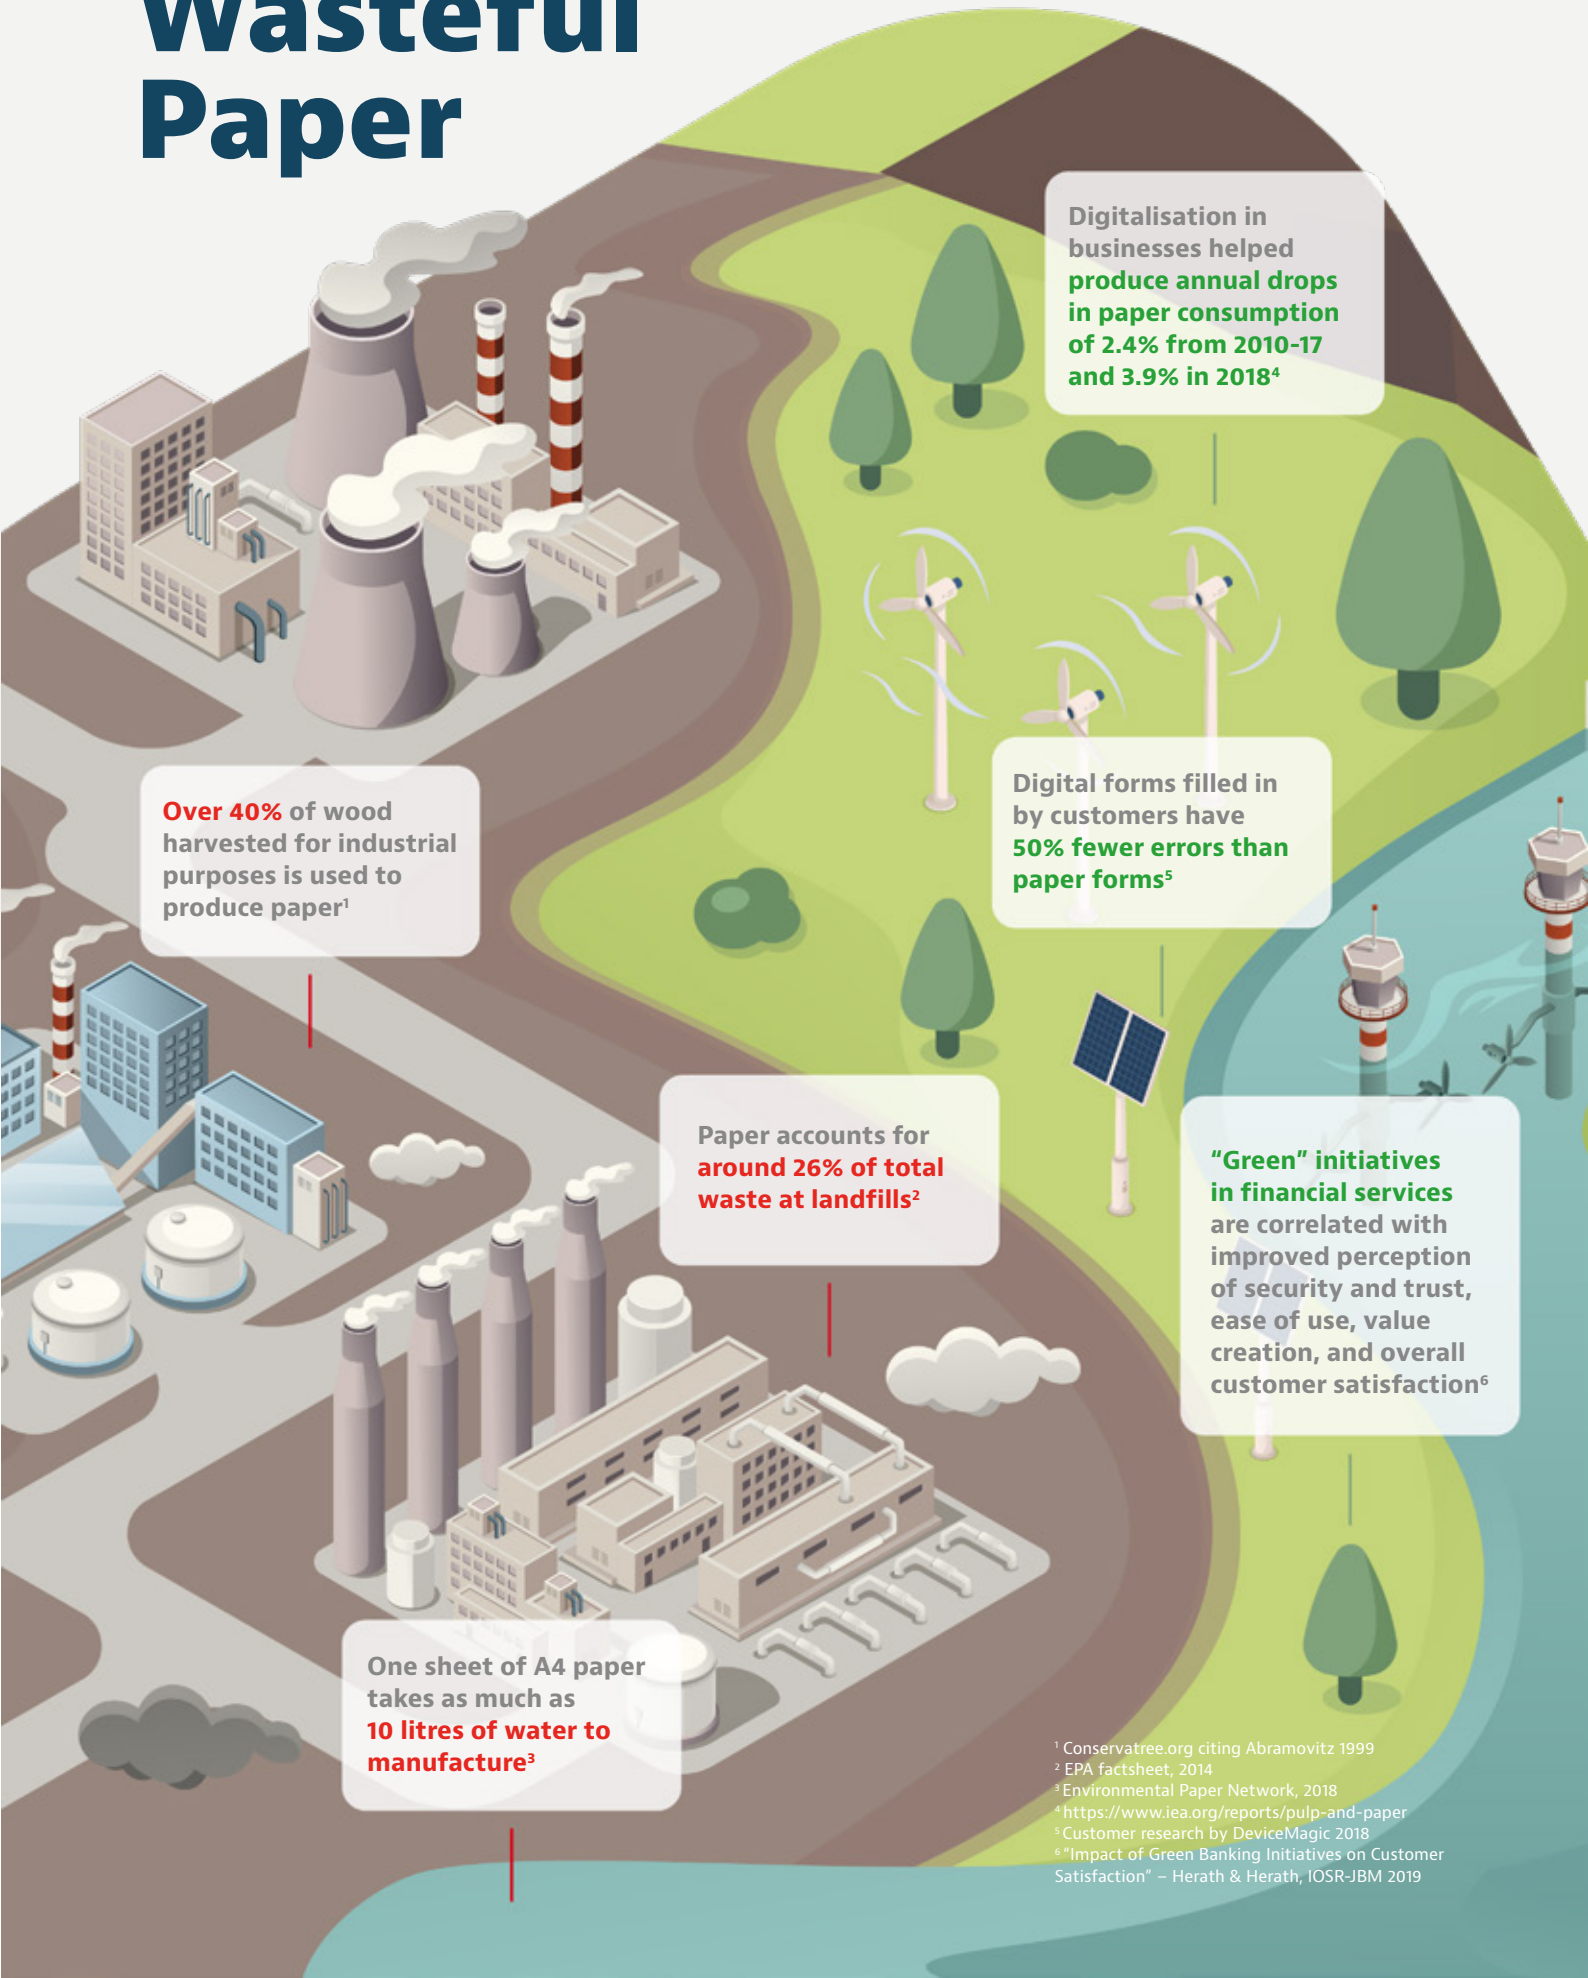 Wasteful
Paper
Digitalisation in
businesses helped
produce annual drops
in paper consumption
of 2.4% from 2010-17
and 3.9% in 2018⁴
Over 40% of wood
harvested for industrial
purposes is used to
produce paper¹
Digital forms filled in
by customers have
50% fewer errors than
paper forms⁵
Paper accounts for
around 26% of total
waste at landfills²
“Green” initiatives
in financial services
are correlated with
improved perception
of security and trust,
ease of use, value
creation, and overall
customer satisfaction⁶
One sheet of A4 paper
takes as much as
10 litres of water to
manufacture³
¹ Conservatree.org citing Abramovitz 1999
² EPA factsheet, 2014
³ Environmental Paper Network, 2018
⁴ https://www.iea.org/reports/pulp-and-paper
⁵ Customer research by DeviceMagic 2018
⁶ “Impact of Green Banking Initiatives on Customer
Satisfaction” – Herath & Herath, IOSR-JBM 2019